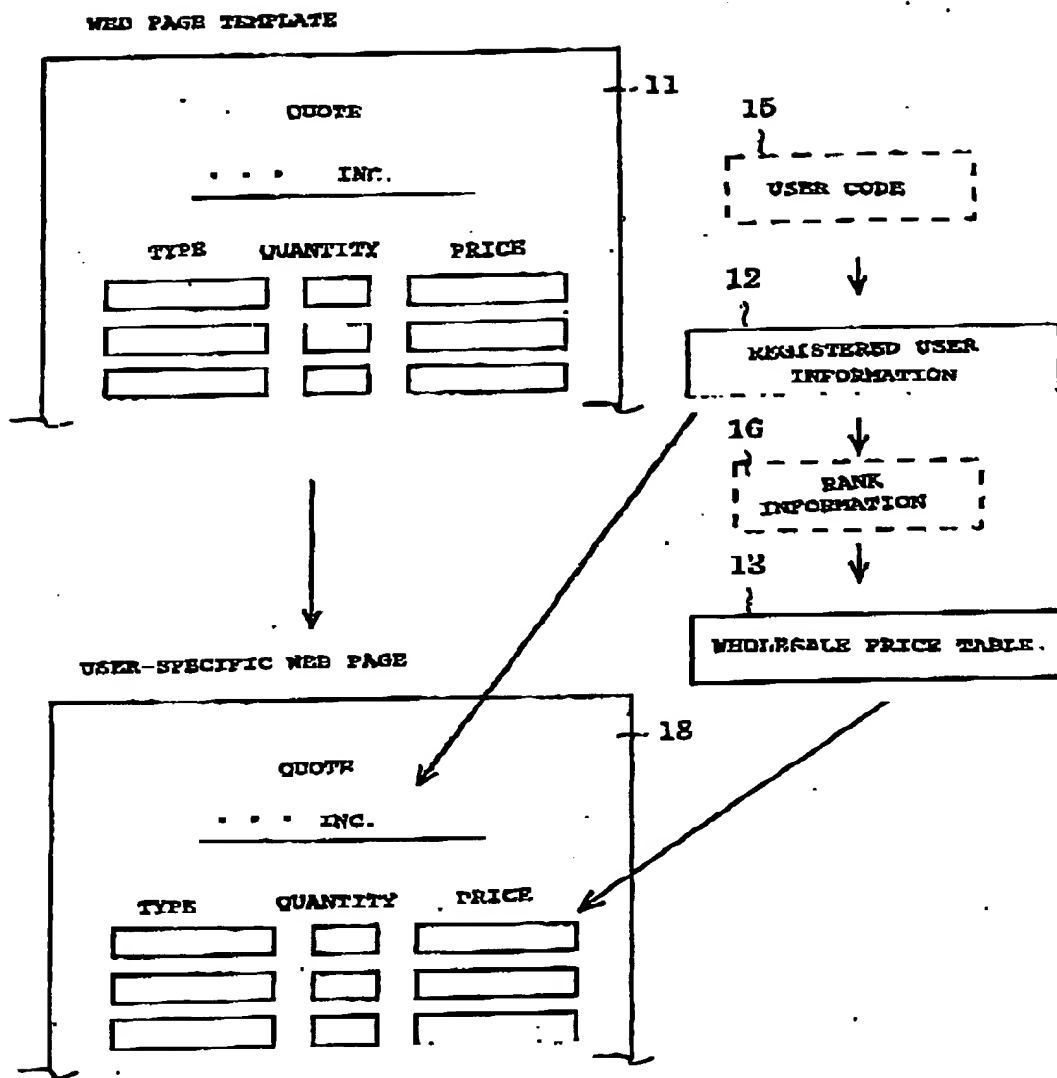 WEB PAGE TEMPLATE
11
QUOTE
. . . INC.
TYPE QUANTITY PRICE
15
USER CODE
12
REGISTERED USER
INFORMATION
16
RANK
INFORMATION
13
WHOLESALE PRICE TABLE.
USER-SPECIFIC WEB PAGE
18
QUOTE
. . . INC.
TYPE QUANTITY PRICE